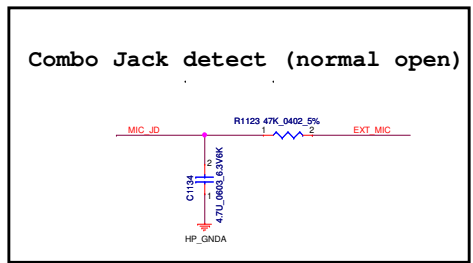 Combo Jack detect (normal open)
R1123 47K_0402_5%
MIC_JD
1
2
EXT_MIC
2
C1134
4.7U_0603_6.3V6K
1
HP_GNDA